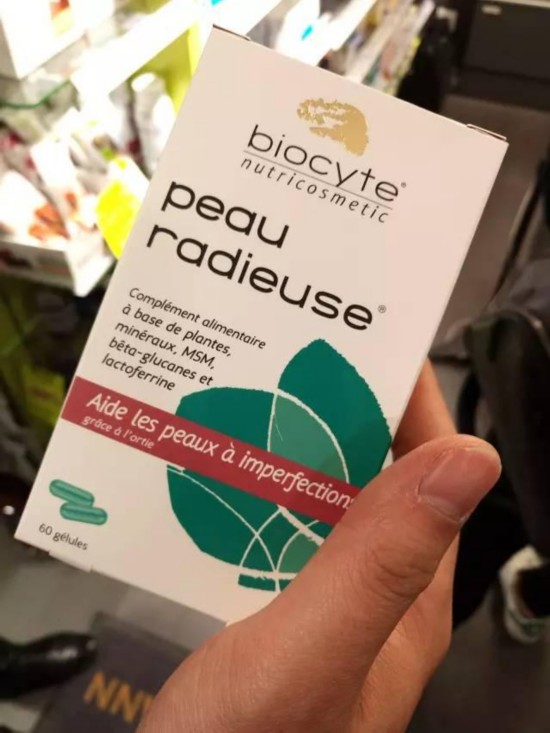 biocyte®
nutricosmetic
peau
radieuse®
Complément alimentaire
à base de plantes,
minéraux, MSM,
bêta-glucanes et
lactoferrine
Aide les peaux à imperfections
grâce à l'ortie
60 gélules